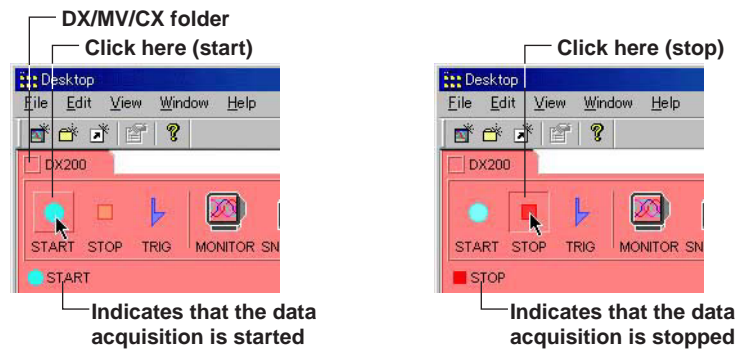 DX/MV/CX folder
Click here (start)
Desktop
File Edit View Window Help
DX200
START STOP TRIG MONITOR SN
START
Indicates that the data
acquisition is started
Click here (stop)
Desktop
File Edit View Window Help
DX200
START STOP TRIG MONITOR SN
STOP
Indicates that the data
acquisition is stopped